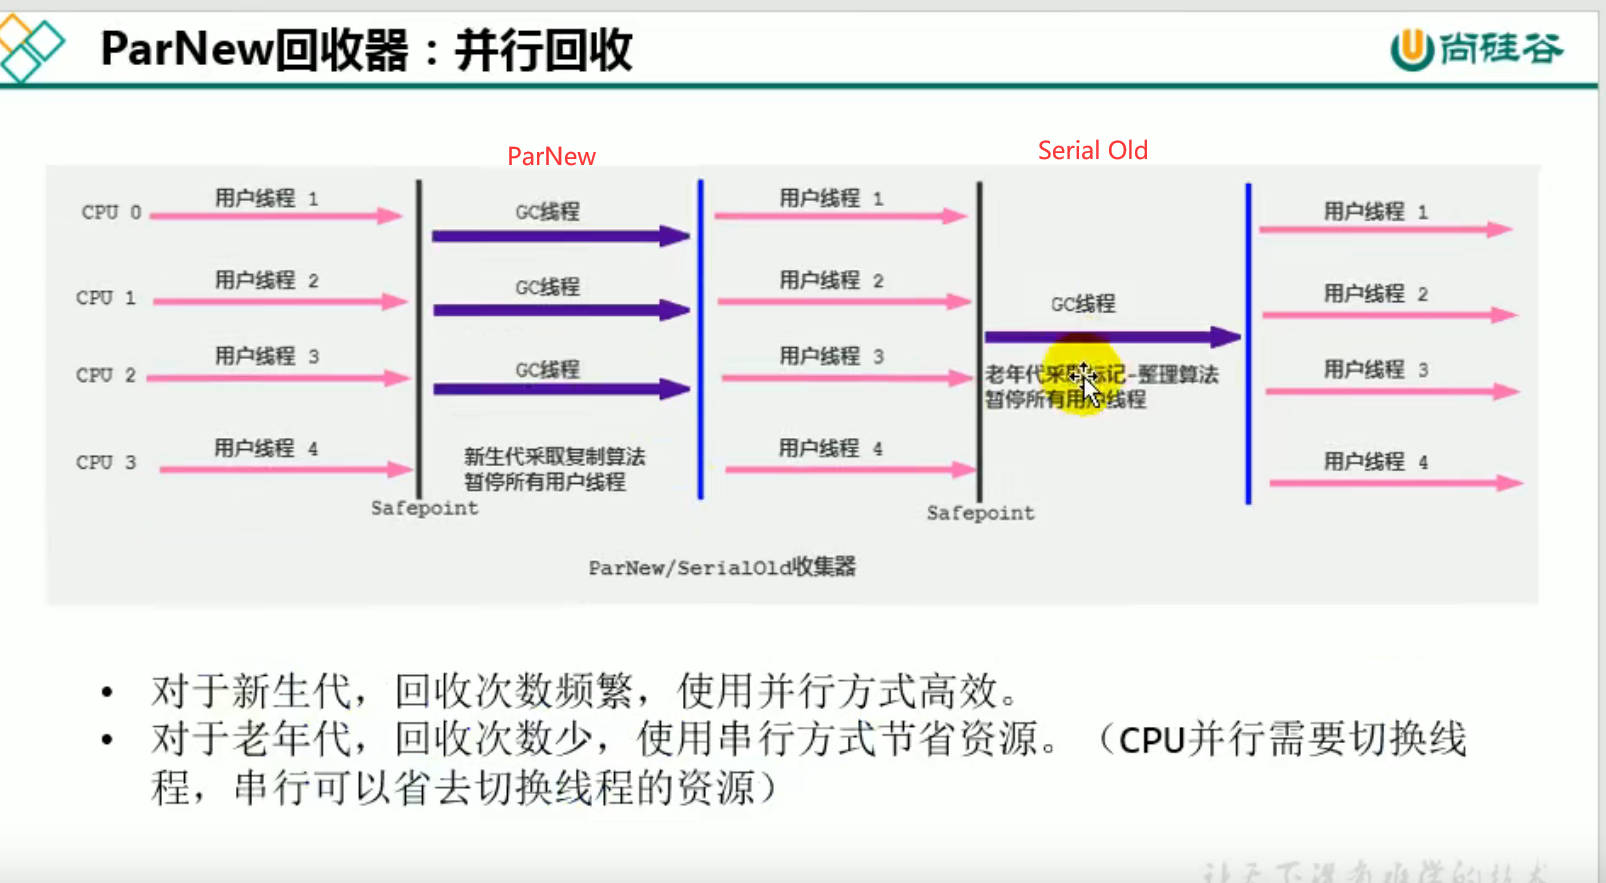 ParNew回收器：并行回收
尚硅谷
ParNew
Serial Old
CPU 0
用户线程 1
GC线程
用户线程 1
用户线程 1
CPU 1
用户线程 2
GC线程
用户线程 2
GC线程
用户线程 2
CPU 2
用户线程 3
GC线程
用户线程 3
老年代采取标记-整理算法
暂停所有用户线程
用户线程 3
CPU 3
用户线程 4
新生代采取复制算法
暂停所有用户线程
用户线程 4
用户线程 4
Safepoint
Safepoint
ParNew/SerialOld收集器
• 对于新生代，回收次数频繁，使用并行方式高效。
• 对于老年代，回收次数少，使用串行方式节省资源。（CPU并行需要切换线
程，串行可以省去切换线程的资源）
让天下没有难学的技术